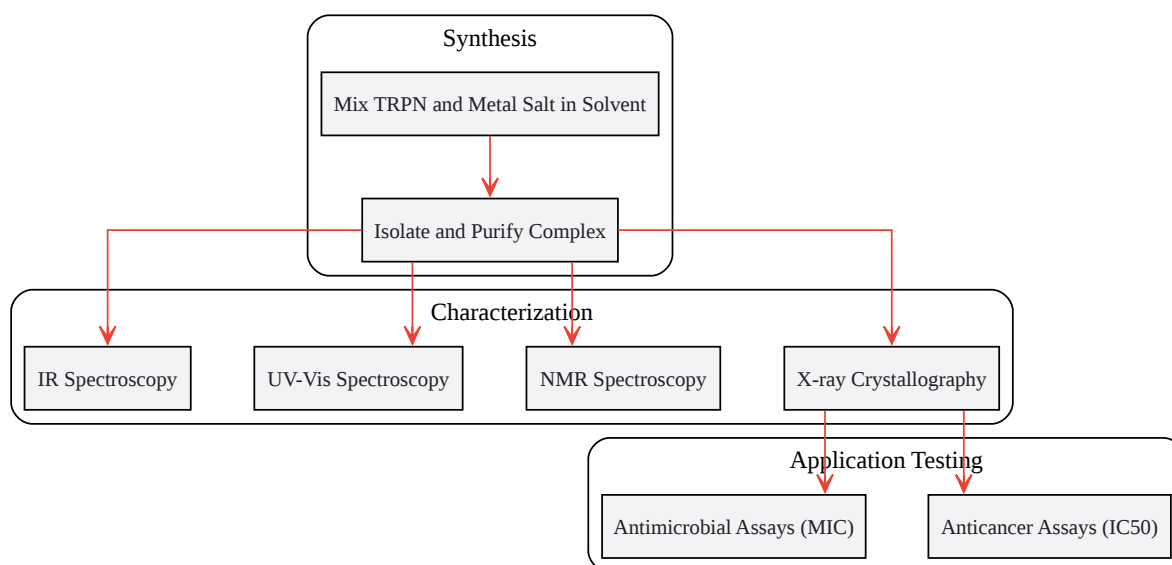 Synthesis
Mix TRPN and Metal Salt in Solvent
Isolate and Purify Complex
Characterization
IR Spectroscopy
UV-Vis Spectroscopy
NMR Spectroscopy
X-ray Crystallography
Application Testing
Antimicrobial Assays (MIC)
Anticancer Assays (IC50)